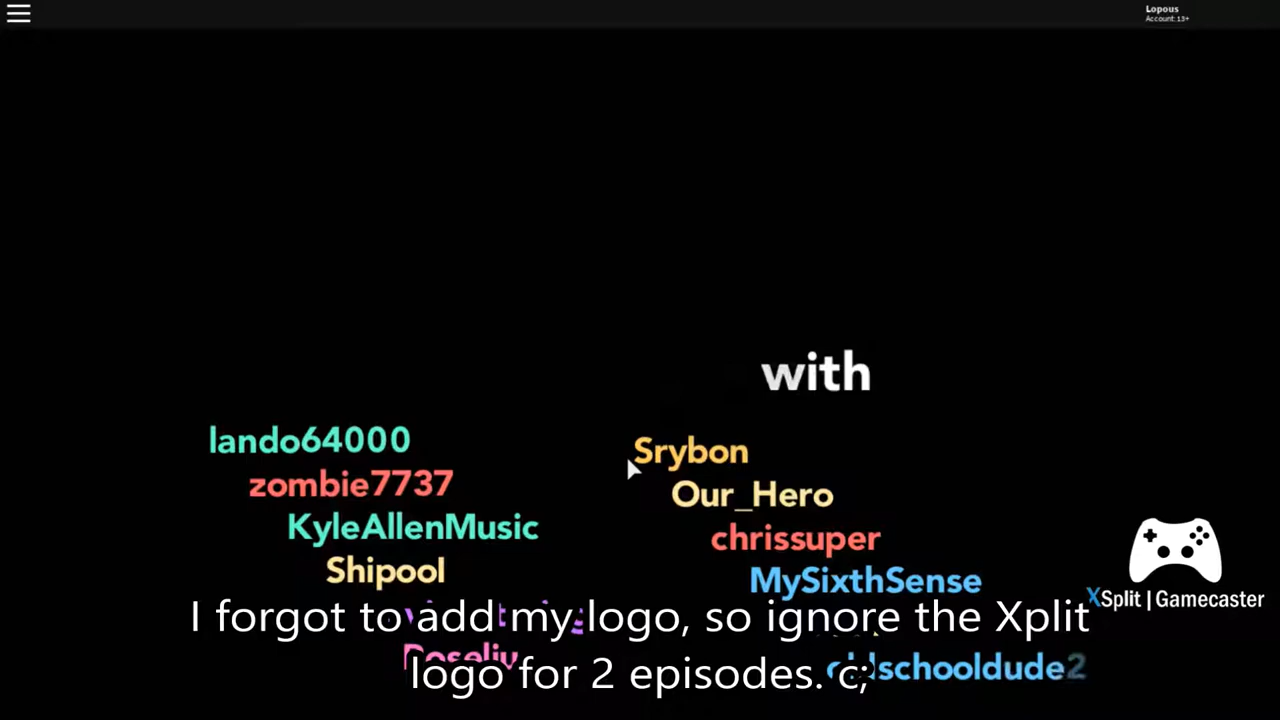 Lopous
Account: 13+
with
lando64000
Srybon
zombie7737
Our_Hero
KyleAllenMusic
chrissuper
Shipool
MySixthSense
I forgot to add my logo, so ignore the Xplit
logo for 2 episodes. c;
oldschooldude2
XSplit | Gamecaster